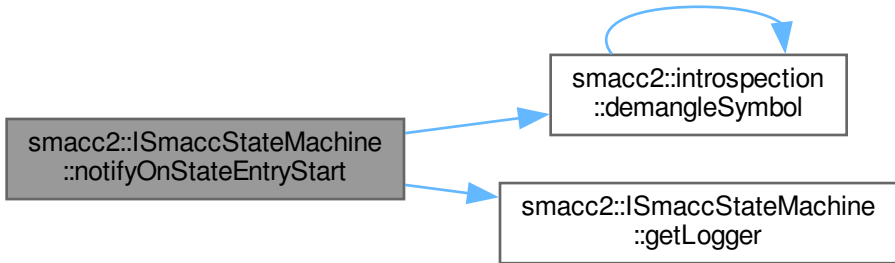 smacc2::ISmaccStateMachine
::notifyOnStateEntryStart
smacc2::introspection
::demangleSymbol
smacc2::ISmaccStateMachine
::getLogger